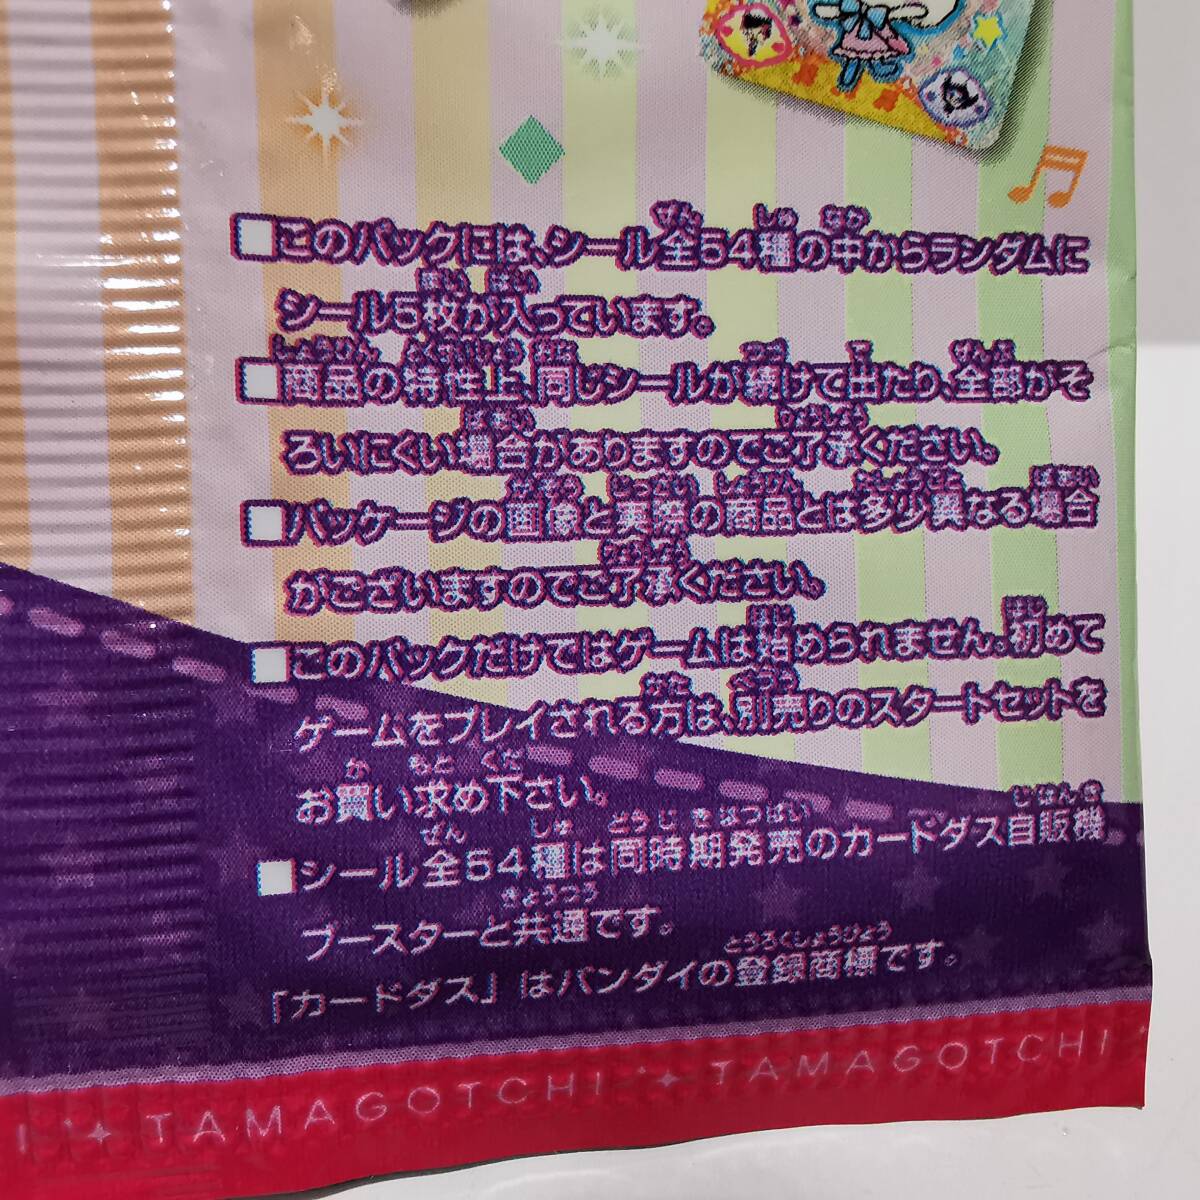 □このパックには、シール全54種の中からランダムに
シール5枚が入っています。
□商品の特性上、同じシールが続けて出たり、全部がそ
ろいにくい場合がありますのでご了承ください。
□パッケージの画像と実際の商品とは多少異なる場合
がございますのでご了承ください。
□このパックだけではゲームは始められません。初めて
ゲームをプレイされる方は、別売りのスタートセットを
お買い求め下さい。
□シール全54種は同時期発売のカードダス自販機
ブースターと共通です。
「カードダス」はバンダイの登録商標です。
TAMAGOTCHI TAMAGOTCHI